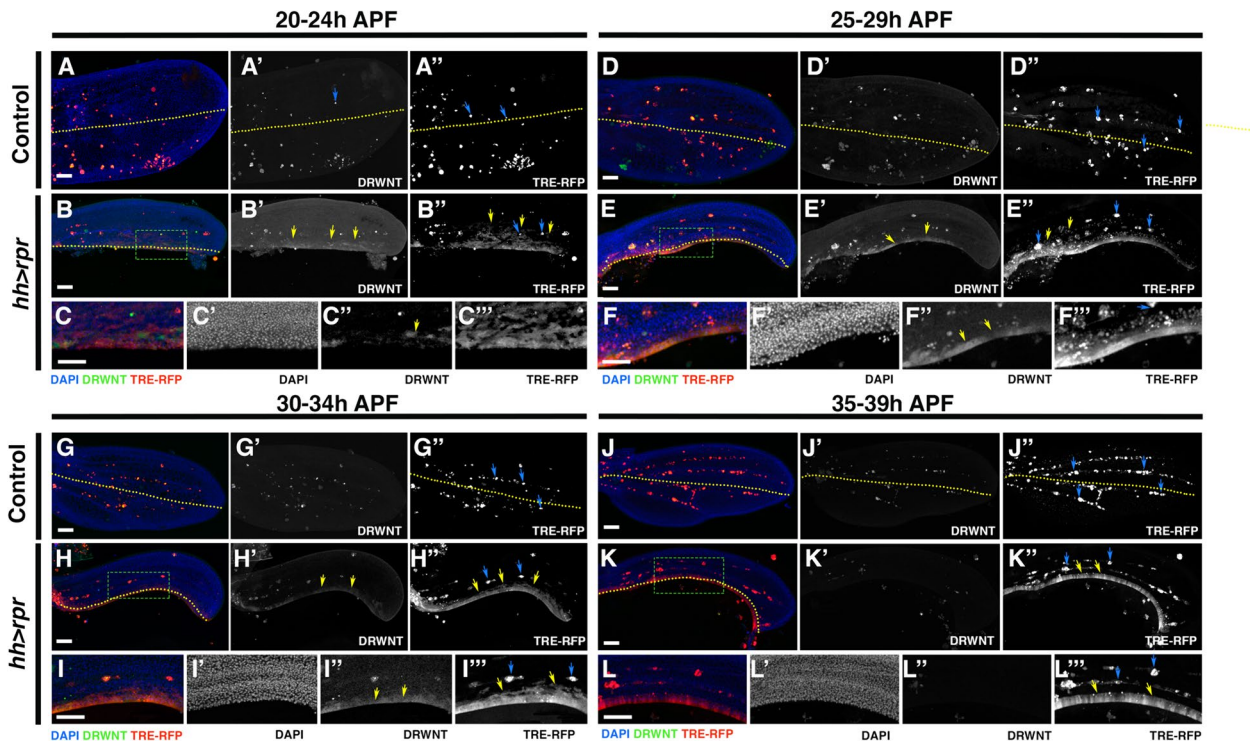 20-24h APF
25-29h APF
Control
A A' A'' D D' D''
DRWNT TRE-RFP DRWNT TRE-RFP
hh>rpr
B B' B'' E E' E''
DRWNT TRE-RFP DRWNT TRE-RFP
C C' C'' C''' F F' F'' F'''
DAPI DRWNT TRE-RFP DAPI DRWNT TRE-RFP DAPI DRWNT TRE-RFP DAPI DRWNT TRE-RFP
30-34h APF
35-39h APF
Control
G G' G'' J J' J''
DRWNT TRE-RFP DRWNT TRE-RFP
hh>rpr
H H' H'' K K' K''
DRWNT TRE-RFP DRWNT TRE-RFP
I I' I'' I''' L L' L'' L'''
DAPI DRWNT TRE-RFP DAPI DRWNT TRE-RFP DAPI DRWNT TRE-RFP DAPI DRWNT TRE-RFP